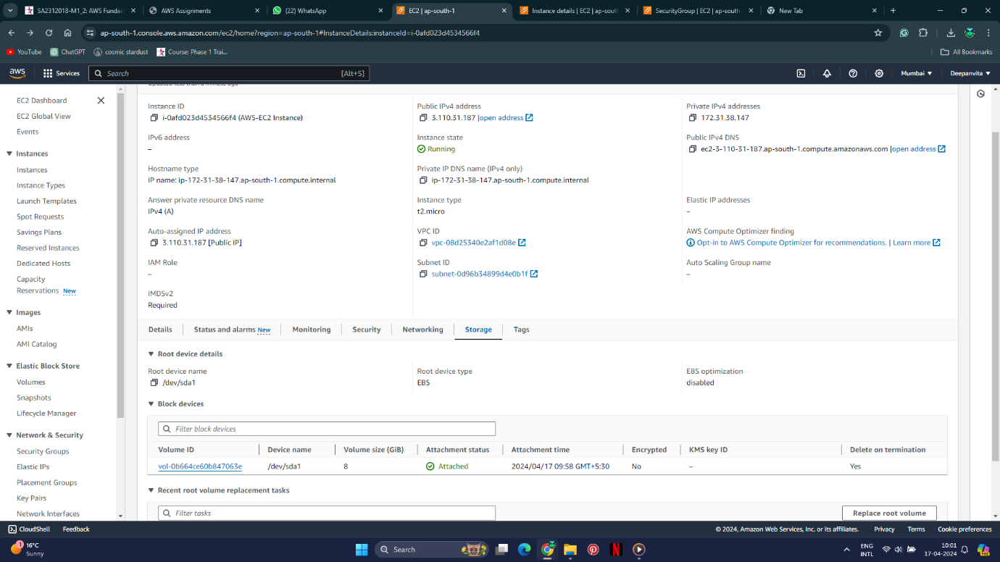 SA2312018-M1_2: AWS Fundan
AWS Assignments
(22) WhatsApp
EC2 | ap-south-1
Instance details | EC2 | ap-south
SecurityGroup | EC2 | ap-south-
New Tab
ap-south-1.console.aws.amazon.com/ec2/home?region=ap-south-1#InstanceDetails:instanceId=i-0afd023d4534566f4
YouTube
ChatGPT
cosmic stardust
Course: Phase 1 Trai...
All Bookmarks
aws
Services
Search
[Alt+S]
Mumbai
Deepanvita
EC2 Dashboard
EC2 Global View
Events
Instances
Instances
Instance Types
Launch Templates
Spot Requests
Savings Plans
Reserved Instances
Dedicated Hosts
Capacity
Reservations New
Images
AMIs
AMI Catalog
Elastic Block Store
Volumes
Snapshots
Lifecycle Manager
Network & Security
Security Groups
Elastic IPs
Placement Groups
Key Pairs
Network Interfaces
Updated less than a minute ago
Instance ID
i-0afd023d4534566f4 (AWS-EC2 Instance)
Public IPv4 address
3.110.31.187 |open address
Private IPv4 addresses
172.31.38.147
IPv6 address
–
Instance state
Running
Public IPv4 DNS
ec2-3-110-31-187.ap-south-1.compute.amazonaws.com |open address
Hostname type
IP name: ip-172-31-38-147.ap-south-1.compute.internal
Private IP DNS name (IPv4 only)
ip-172-31-38-147.ap-south-1.compute.internal
Answer private resource DNS name
IPv4 (A)
Instance type
t2.micro
Elastic IP addresses
–
Auto-assigned IP address
3.110.31.187 [Public IP]
VPC ID
vpc-08d25340e2af1d08e
AWS Compute Optimizer finding
Opt-in to AWS Compute Optimizer for recommendations. | Learn more
IAM Role
–
Subnet ID
subnet-0d96b34899d4e0b1f
Auto Scaling Group name
–
IMDSv2
Required
Details
Status and alarms New
Monitoring
Security
Networking
Storage
Tags
Root device details
Root device name
/dev/sda1
Root device type
EBS
EBS optimization
disabled
Block devices
Filter block devices
Volume ID
Device name
Volume size (GiB)
Attachment status
Attachment time
Encrypted
KMS key ID
Delete on termination
vol-0b664ce60b847063e
/dev/sda1
8
Attached
2024/04/17 09:58 GMT+5:30
No
–
Yes
Recent root volume replacement tasks
Filter tasks
Replace root volume
CloudShell
Feedback
© 2024, Amazon Web Services, Inc. or its affiliates.
Privacy
Terms
Cookie preferences
1
16°C
Sunny
Search
ENG
INTL
10:01
17-04-2024